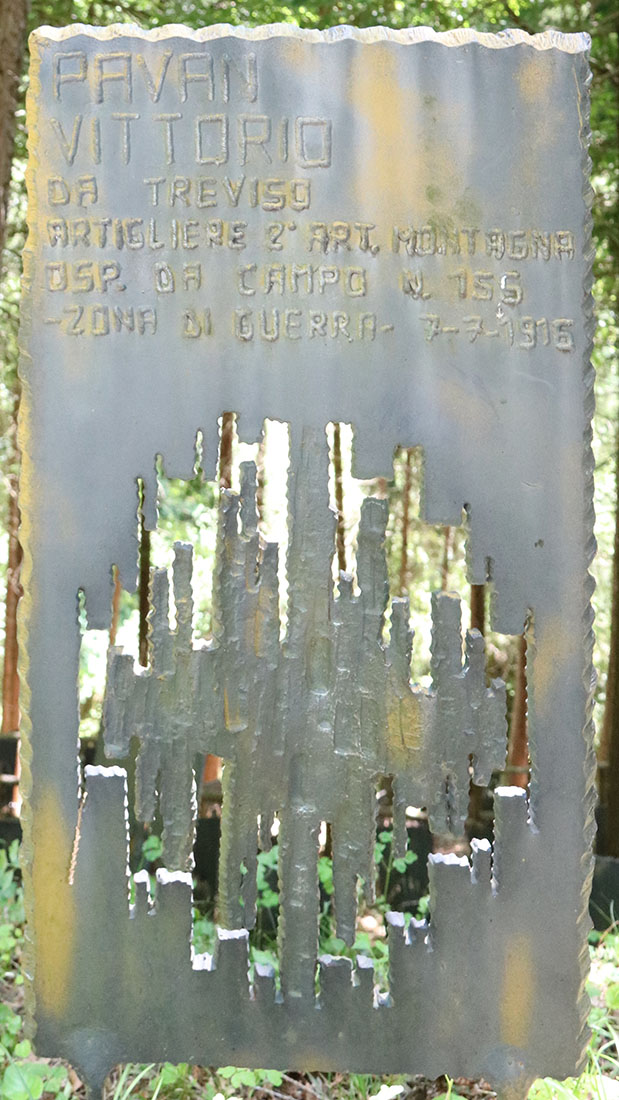 PAVAN
VITTORIO
DA TREVISO
ARTIGLIERE 2° ART. MONTAGNA
OSP. DA CAMPO N. 155
-ZONA DI GUERRA- 7-7-1916